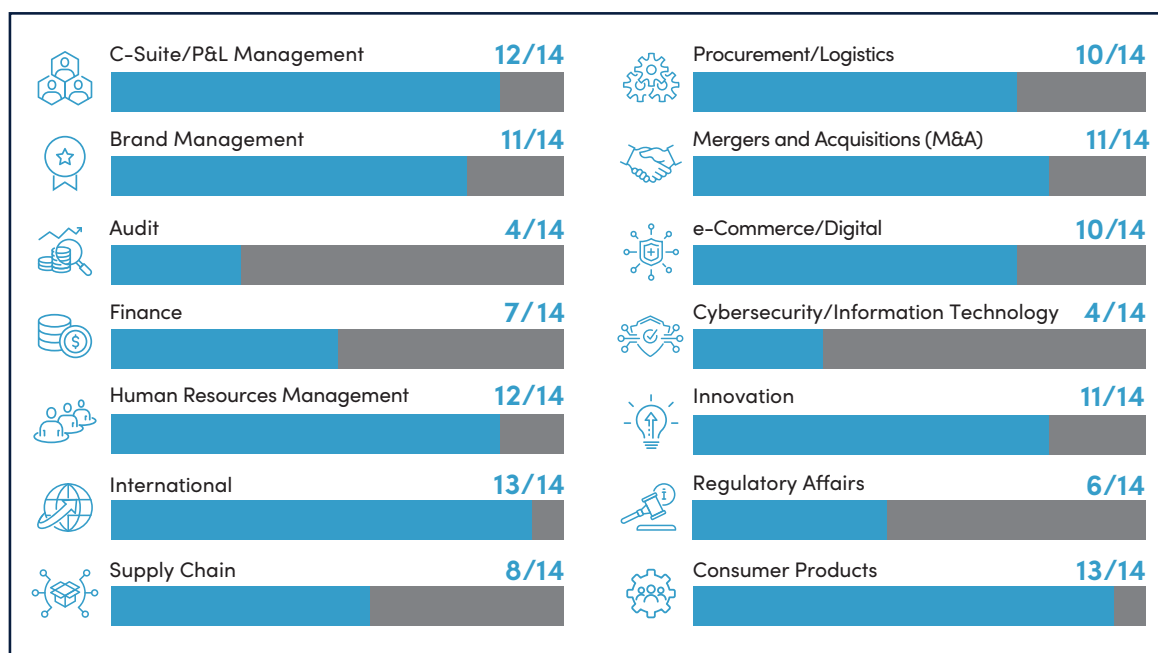 C-Suite/P&L Management 12/14
Brand Management 11/14
Audit 4/14
Finance 7/14
$
Human Resources Management 12/14
International 13/14
Supply Chain 8/14
Procurement/Logistics 10/14
Mergers and Acquisitions (M&A) 11/14
e-Commerce/Digital 10/14
Cybersecurity/Information Technology 4/14
Innovation 11/14
Regulatory Affairs 6/14
i
Consumer Products 13/14